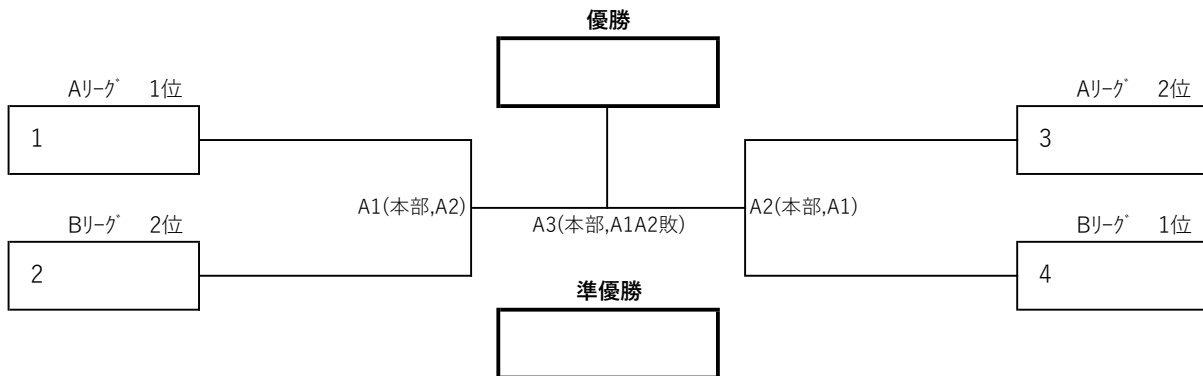 優勝
Aﾘｰｸﾞ 1位
Aﾘｰｸﾞ 2位
1
3
A1(本部,A2)
A3(本部,A1A2敗)
A2(本部,A1)
Bﾘｰｸﾞ 2位
Bﾘｰｸﾞ 1位
2
4
準優勝